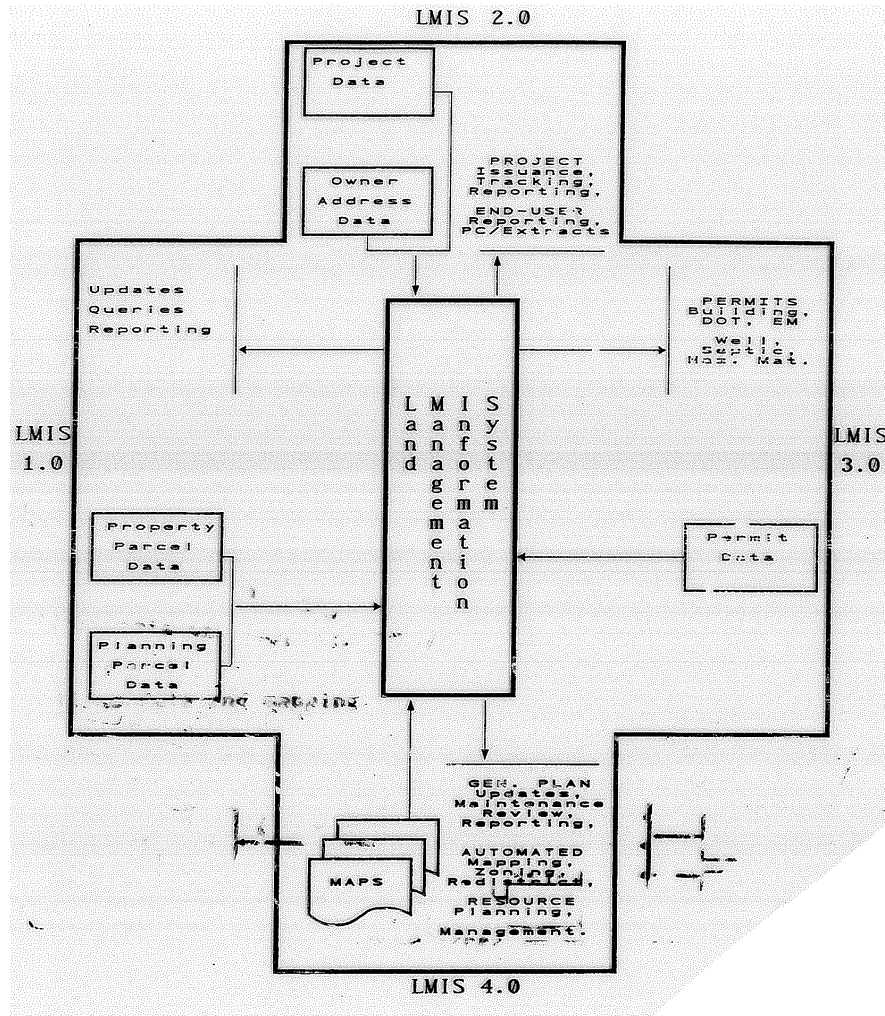 LMIS 2.0
Project
Data
Owner
Address
Data
PROJECT
Issuance,
Tracking,
Reporting,
END-USER
Reporting,
PC/Extracts
Updates
Queries
Reporting
PERMITS
Building,
DOT, EM
Well,
Septic,
Haz. Mat.
Land
Management
Information
System
LMIS
1.0
LMIS
3.0
Property
Parcel
Data
Permit
Data
Planning
Parcel
Data
GEN. PLAN
Updates,
Maintenance
Review,
Reporting,
AUTOMATED
Mapping,
Zoning,
Redistrict,
RESOURCE
Planning,
Management.
MAPS
LMIS 4.0